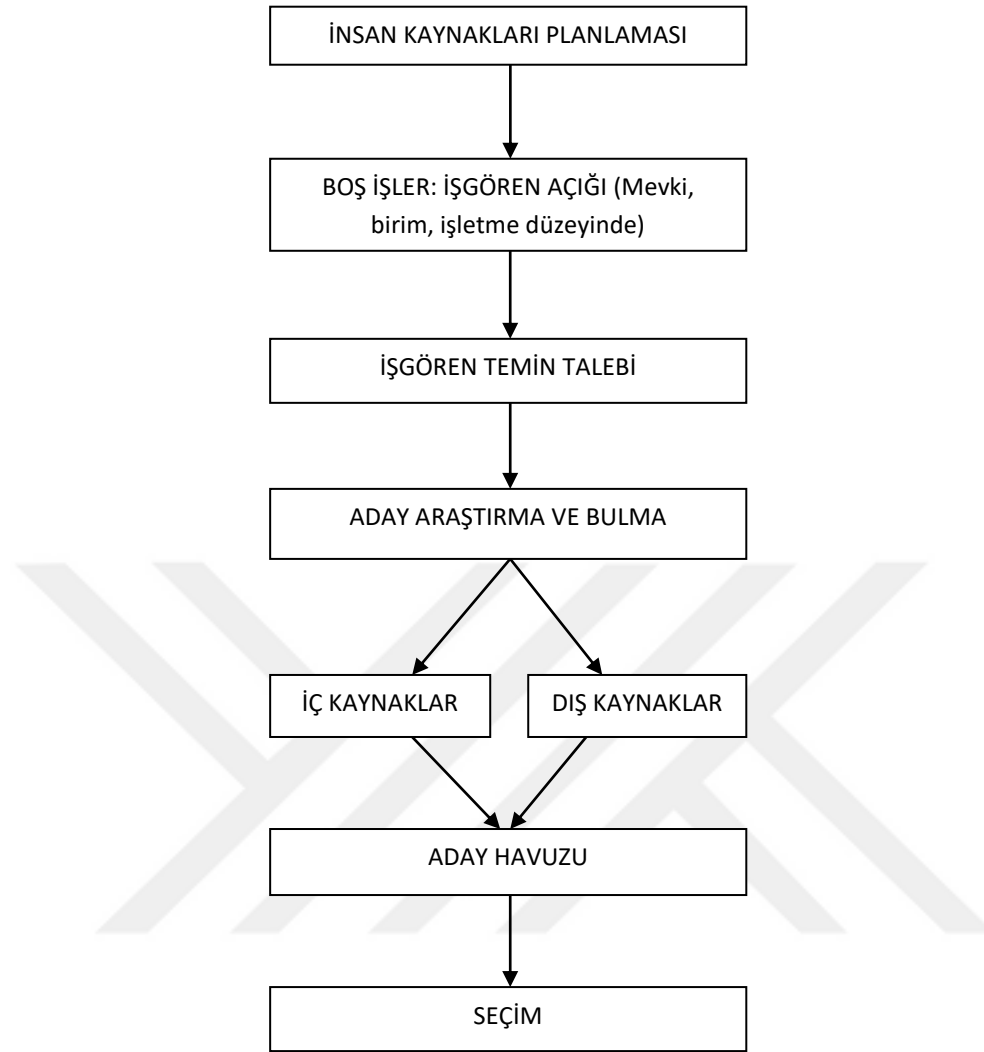 İNSAN KAYNAKLARI PLANLAMASI
BOŞ İŞLER: İŞGÖREN AÇIĞI (Mevki,
birim, işletme düzeyinde)
İŞGÖREN TEMİN TALEBİ
ADAY ARAŞTIRMA VE BULMA
İÇ KAYNAKLAR
DIŞ KAYNAKLAR
ADAY HAVUZU
SEÇİM